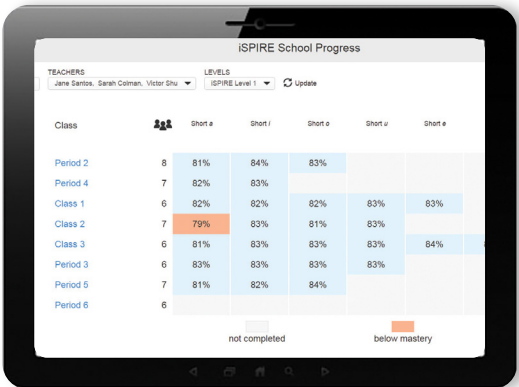 iSPIRE School Progress
TEACHERS LEVELS
Jane Santos, Sarah Colman, Victor Shu iSPIRE Level 1 Update
Class Short a Short i Short o Short u Short e
Period 2 8 81% 84% 83%
Period 4 7 82% 83%
Class 1 6 82% 82% 82% 83% 83%
Class 2 7 79% 83% 81% 83%
Class 3 6 81% 83% 83% 83% 84%
Period 3 6 83% 83% 83% 83%
Period 5 7 81% 82% 84%
Period 6 6
not completed below mastery